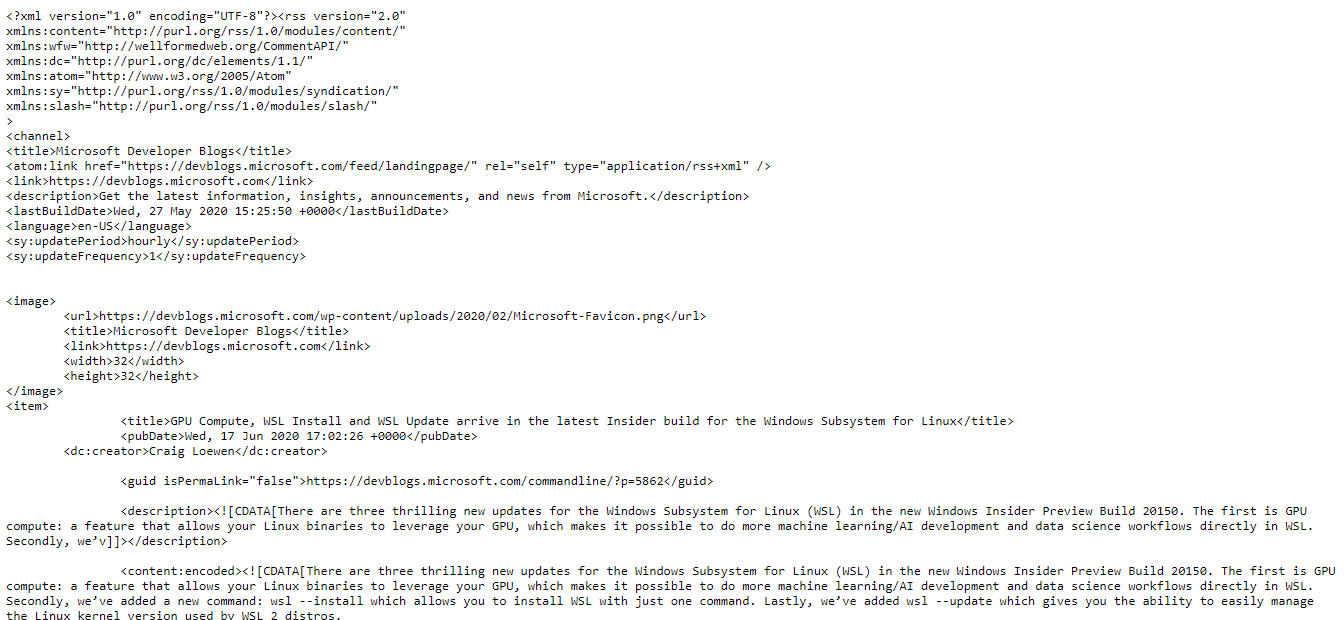 <?xml version="1.0" encoding="UTF-8"?><rss version="2.0"
xmlns:content="http://purl.org/rss/1.0/modules/content/"
xmlns:wfw="http://wellformedweb.org/CommentAPI/"
xmlns:dc="http://purl.org/dc/elements/1.1/"
xmlns:atom="http://www.w3.org/2005/Atom"
xmlns:sy="http://purl.org/rss/1.0/modules/syndication/"
xmlns:slash="http://purl.org/rss/1.0/modules/slash/"
>
<channel>
<title>Microsoft Developer Blogs</title>
<atom:link href="https://devblogs.microsoft.com/feed/landingpage/" rel="self" type="application/rss+xml" />
<link>https://devblogs.microsoft.com</link>
<description>Get the latest information, insights, announcements, and news from Microsoft.</description>
<lastBuildDate>Wed, 27 May 2020 15:25:50 +0000</lastBuildDate>
<language>en-US</language>
<sy:updatePeriod>hourly</sy:updatePeriod>
<sy:updateFrequency>1</sy:updateFrequency>
<image>
<url>https://devblogs.microsoft.com/wp-content/uploads/2020/02/Microsoft-Favicon.png</url>
<title>Microsoft Developer Blogs</title>
<link>https://devblogs.microsoft.com</link>
<width>32</width>
<height>32</height>
</image>
<item>
<title>GPU Compute, WSL Install and WSL Update arrive in the latest Insider build for the Windows Subsystem for Linux</title>
<pubDate>Wed, 17 Jun 2020 17:02:26 +0000</pubDate>
<dc:creator>Craig Loewen</dc:creator>
<guid isPermaLink="false">https://devblogs.microsoft.com/commandline/?p=5862</guid>
<description><![CDATA[There are three thrilling new updates for the Windows Subsystem for Linux (WSL) in the new Windows Insider Preview Build 20150. The first is GPU
compute: a feature that allows your Linux binaries to leverage your GPU, which makes it possible to do more machine learning/AI development and data science workflows directly in WSL.
Secondly, we’v]]></description>
<content:encoded><![CDATA[There are three thrilling new updates for the Windows Subsystem for Linux (WSL) in the new Windows Insider Preview Build 20150. The first is GPU
compute: a feature that allows your Linux binaries to leverage your GPU, which makes it possible to do more machine learning/AI development and data science workflows directly in WSL.
Secondly, we’ve added a new command: wsl --install which allows you to install WSL with just one command. Lastly, we’ve added wsl --update which gives you the ability to easily manage
the Linux kernel version used by WSL 2 distros.